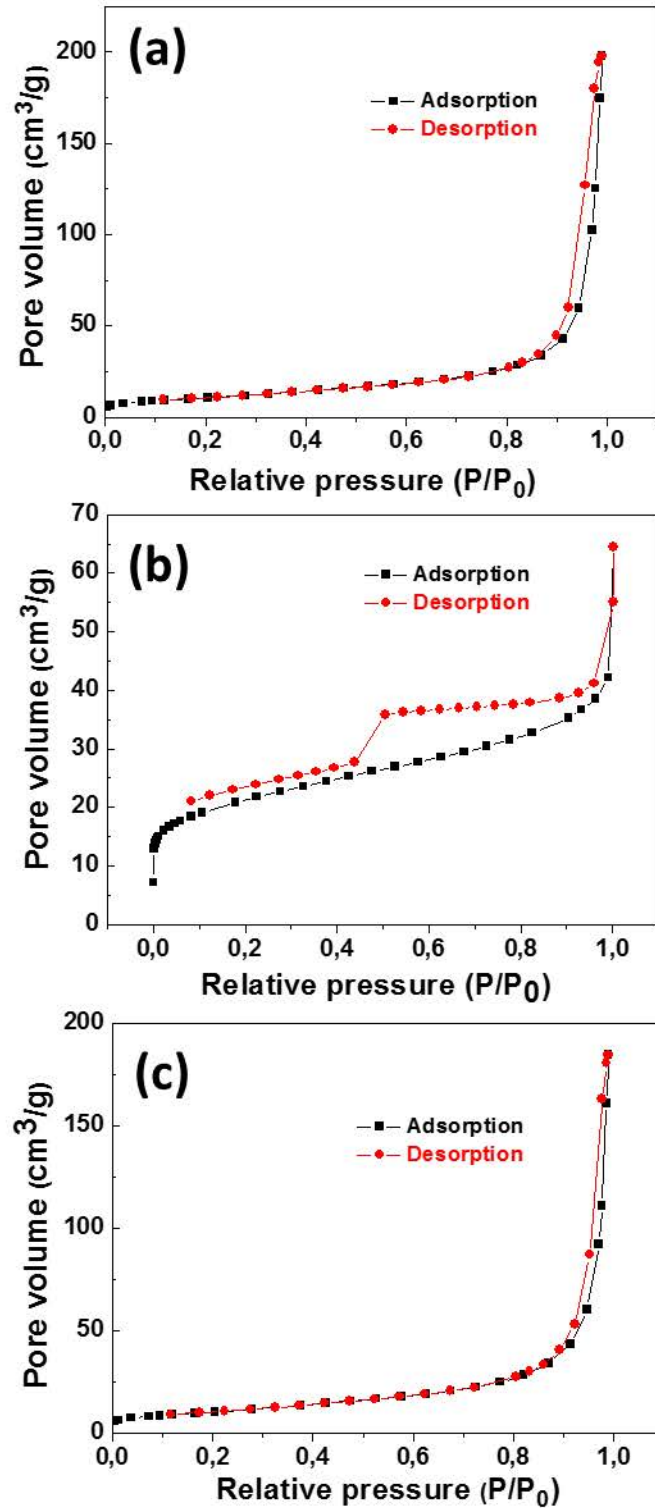 (a)
200
150
100
50
0
Pore volume (cm³/g)
Adsorption
Desorption
0,0 0,2 0,4 0,6 0,8 1,0
Relative pressure (P/P₀)
(b)
70
60
50
40
30
20
10
0
Pore volume (cm³/g)
Adsorption
Desorption
0,0 0,2 0,4 0,6 0,8 1,0
Relative pressure (P/P₀)
(c)
200
150
100
50
0
Pore volume (cm³/g)
Adsorption
Desorption
0,0 0,2 0,4 0,6 0,8 1,0
Relative pressure (P/P₀)